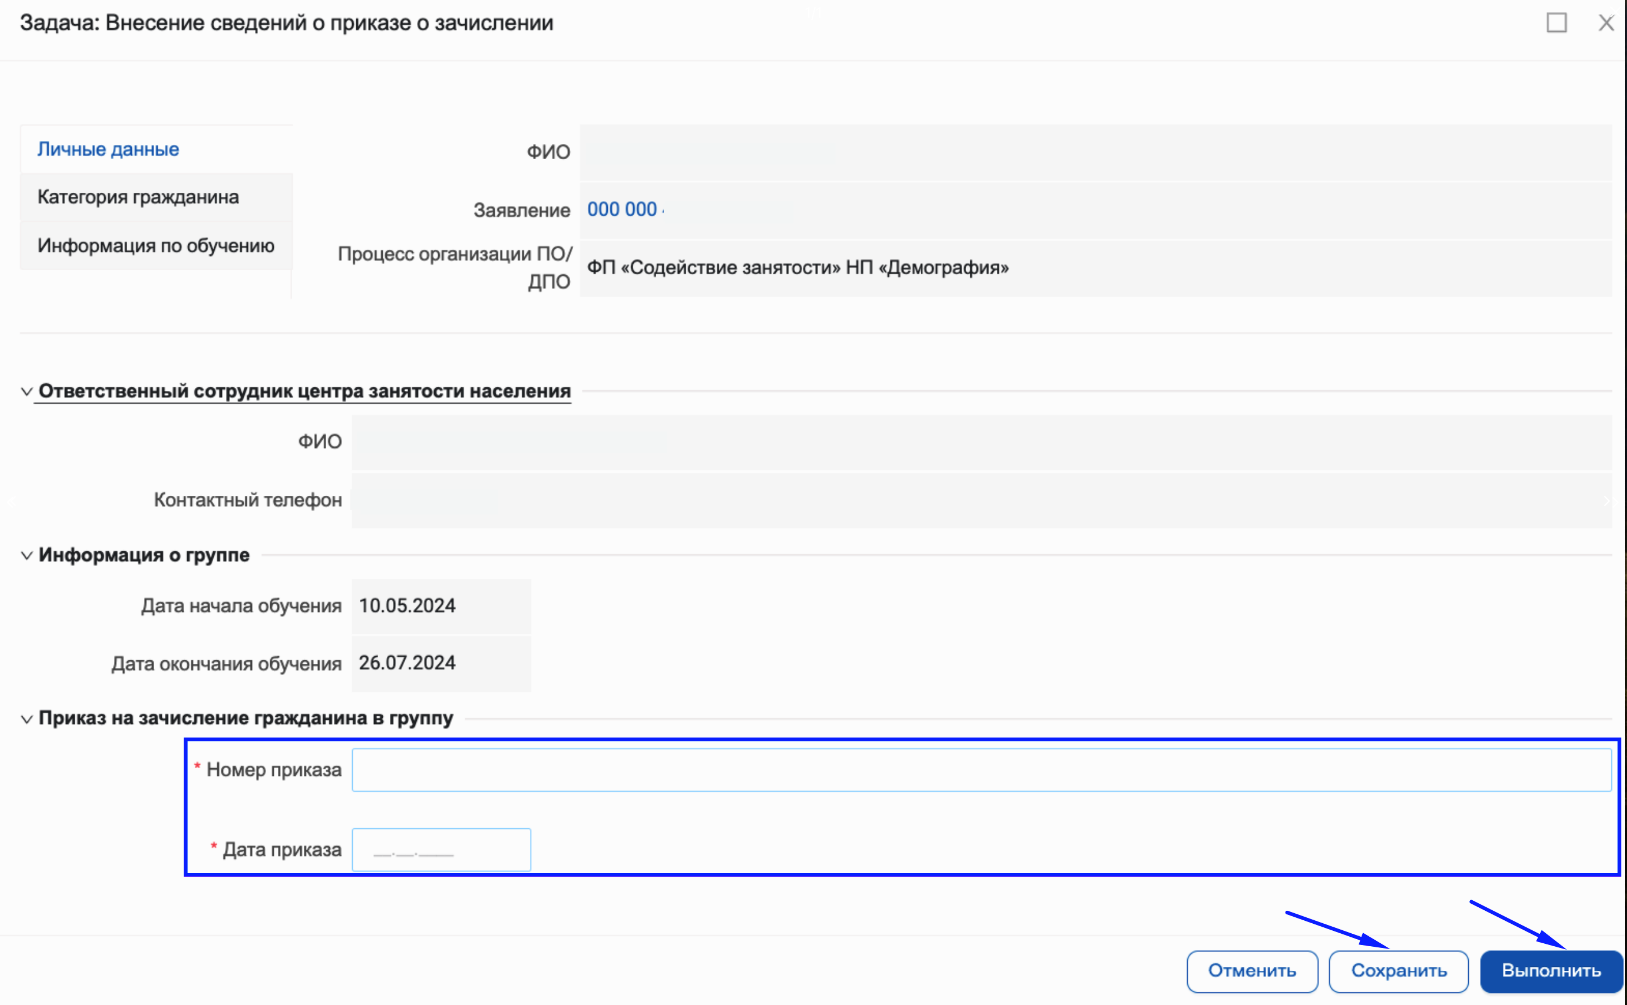 Задача: Внесение сведений о приказе о зачислении
Личные данные
Категория гражданина
Информация по обучению
ФИО
Заявление 000 000
Процесс организации ПО/
ДПО
ФП «Содействие занятости» НП «Демография»
Ответственный сотрудник центра занятости населения
ФИО
Контактный телефон
Информация о группе
Дата начала обучения 10.05.2024
Дата окончания обучения 26.07.2024
Приказ на зачисление гражданина в группу
* Номер приказа
* Дата приказа __.__.____
Отменить Сохранить Выполнить